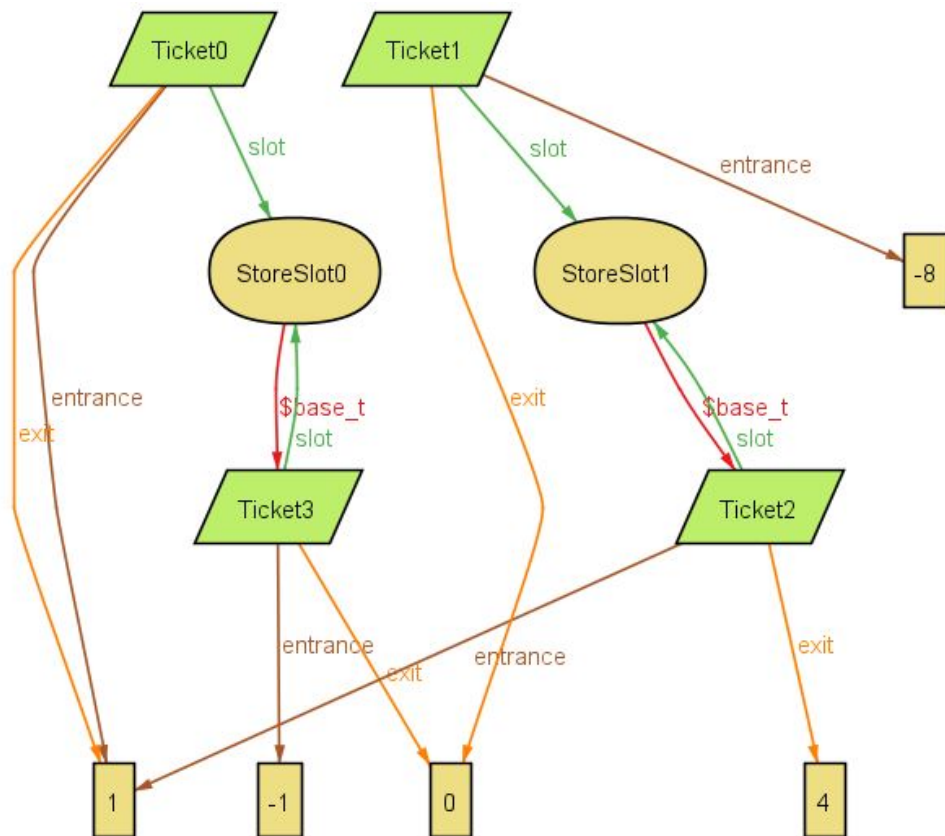 Ticket0
Ticket1
slot
slot
entrance
StoreSlot0
StoreSlot1
-8
entrance
exit
$base_t
exit
$base_t
slot
slot
Ticket3
Ticket2
entrance
exit
entrance
exit
1
-1
0
4